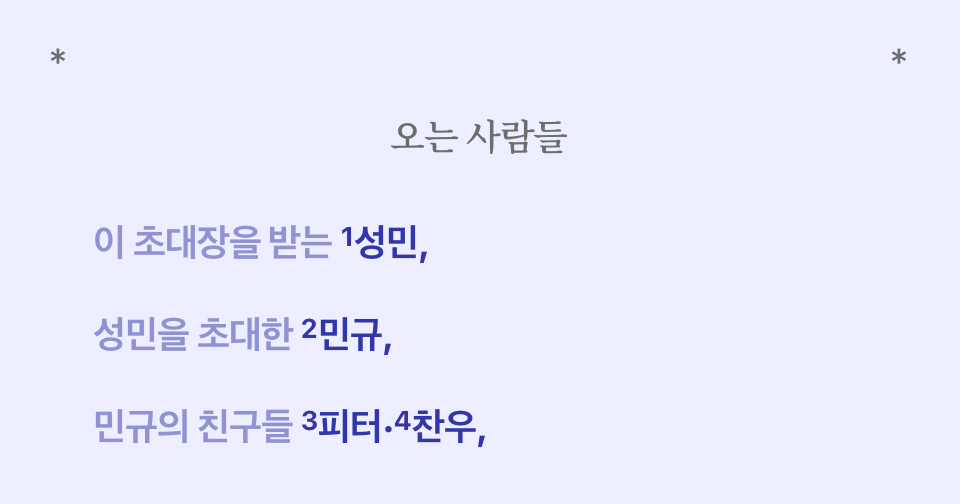 * *
오는 사람들
이 초대장을 받는 ¹성민,
성민을 초대한 ²민규,
민규의 친구들 ³피터·⁴찬우,